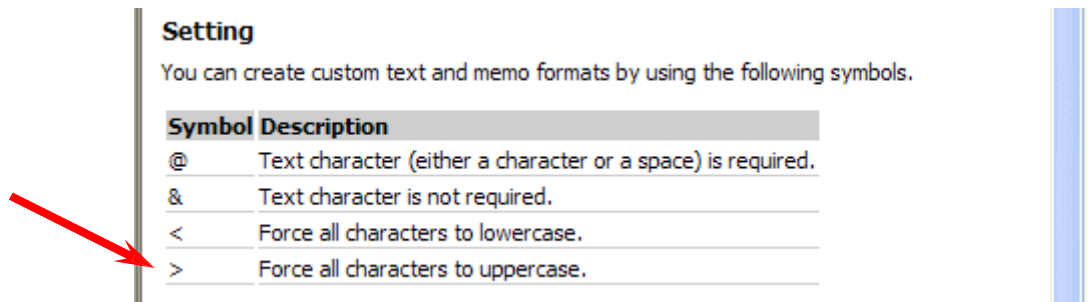 Setting
You can create custom text and memo formats by using the following symbols.
Symbol Description
@ Text character (either a character or a space) is required.
& Text character is not required.
< Force all characters to lowercase.
> Force all characters to uppercase.